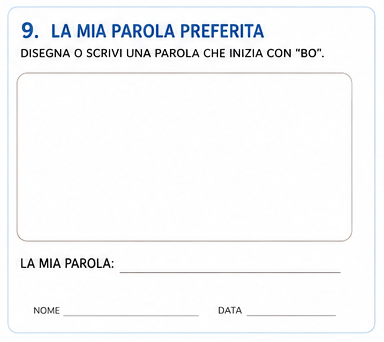 9. LA MIA PAROLA PREFERITA
DISEGNA O SCRIVI UNA PAROLA CHE INIZIA CON "BO".
LA MIA PAROLA:
NOME DATA